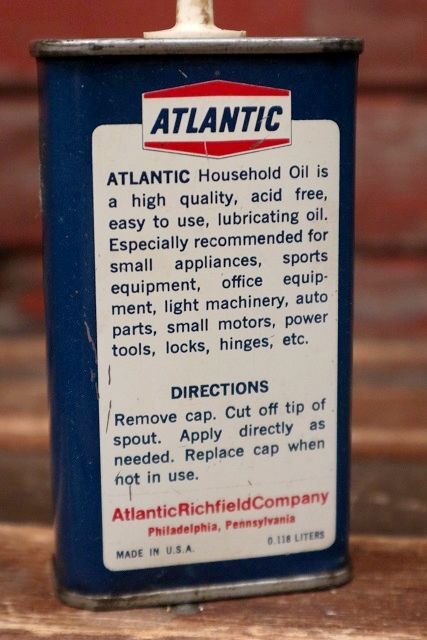 ATLANTIC
ATLANTIC Household Oil is
a high quality, acid free,
easy to use, lubricating oil.
Especially recommended for
small appliances, sports
equipment, office equip-
ment, light machinery, auto
parts, small motors, power
tools, locks, hinges, etc.
DIRECTIONS
Remove cap. Cut off tip of
spout. Apply directly as
needed. Replace cap when
not in use.
AtlanticRichfieldCompany
Philadelphia, Pennsylvania
MADE IN U.S.A. 0.118 LITERS